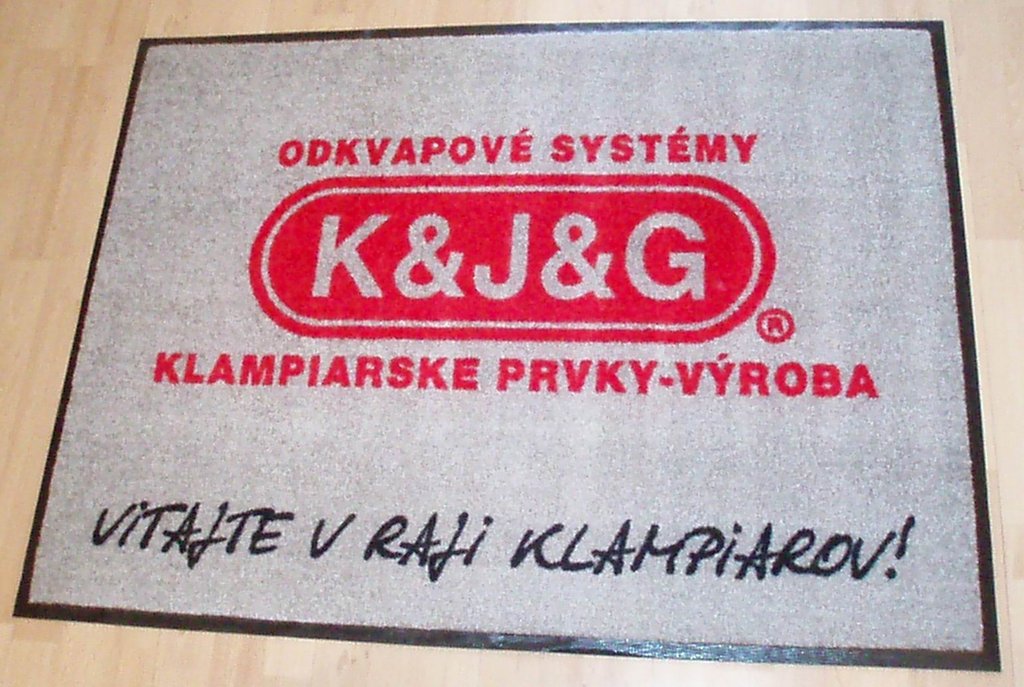 ODKVAPOVÉ SYSTÉMY
K&J&G
®
KLAMPIARSKE PRVKY-VÝROBA
VITAJTE V RAJI KLAMPIAROV!